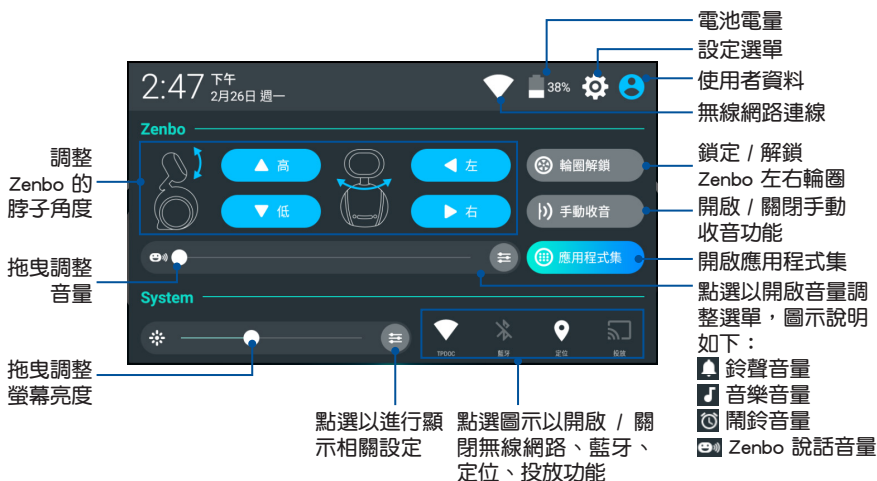 電池電量
設定選單
使用者資料
無線網路連線
2:47 下午
2月26日 週一
38%
Zenbo
調整
Zenbo 的
脖子角度
高
低
左
右
輪圈解鎖
手動收音
應用程式集
鎖定 / 解鎖
Zenbo 左右輪圈
開啟 / 關閉手動
收音功能
開啟應用程式集
拖曳調整
音量
點選以開啟音量調
整選單，圖示說明
如下：
鈴聲音量
音樂音量
鬧鈴音量
Zenbo 說話音量
System
TPDOC
藍牙
定位
投放
拖曳調整
螢幕亮度
點選以進行顯
示相關設定
點選圖示以開啟 / 關
閉無線網路、藍牙、
定位、投放功能